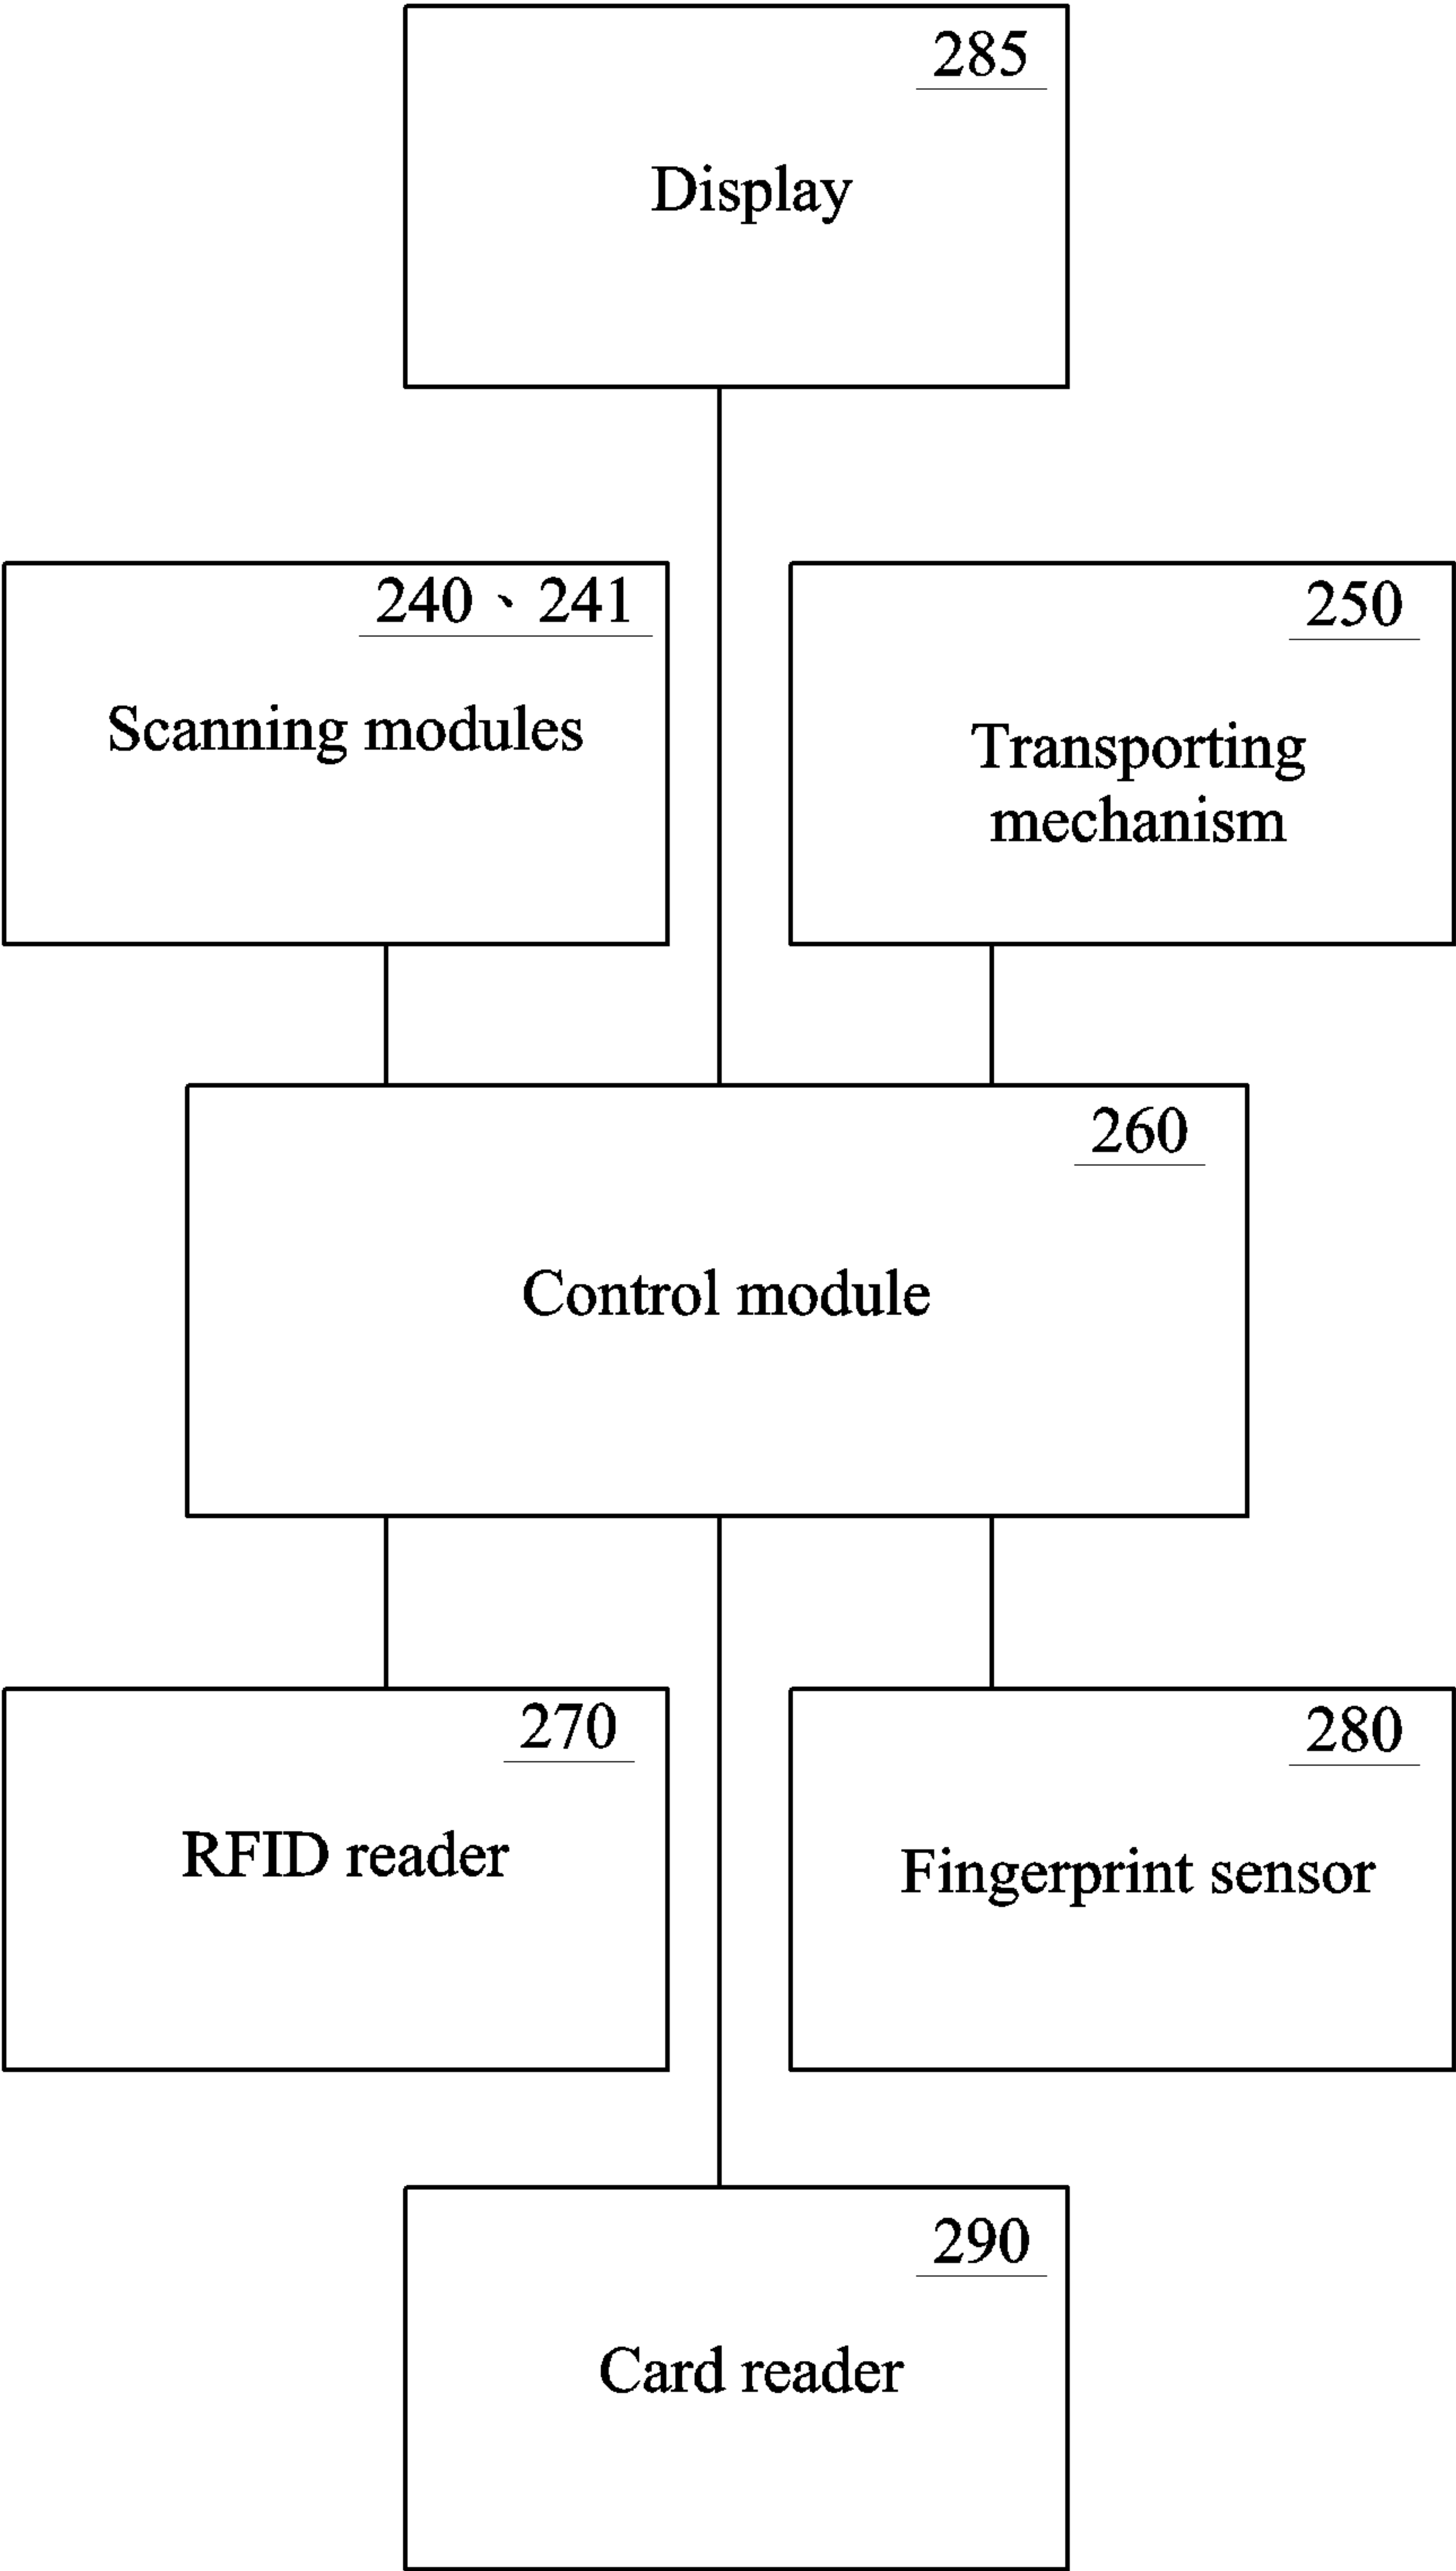 285
Display
240、241
Scanning modules
250
Transporting
mechanism
260
Control module
270
RFID reader
280
Fingerprint sensor
290
Card reader